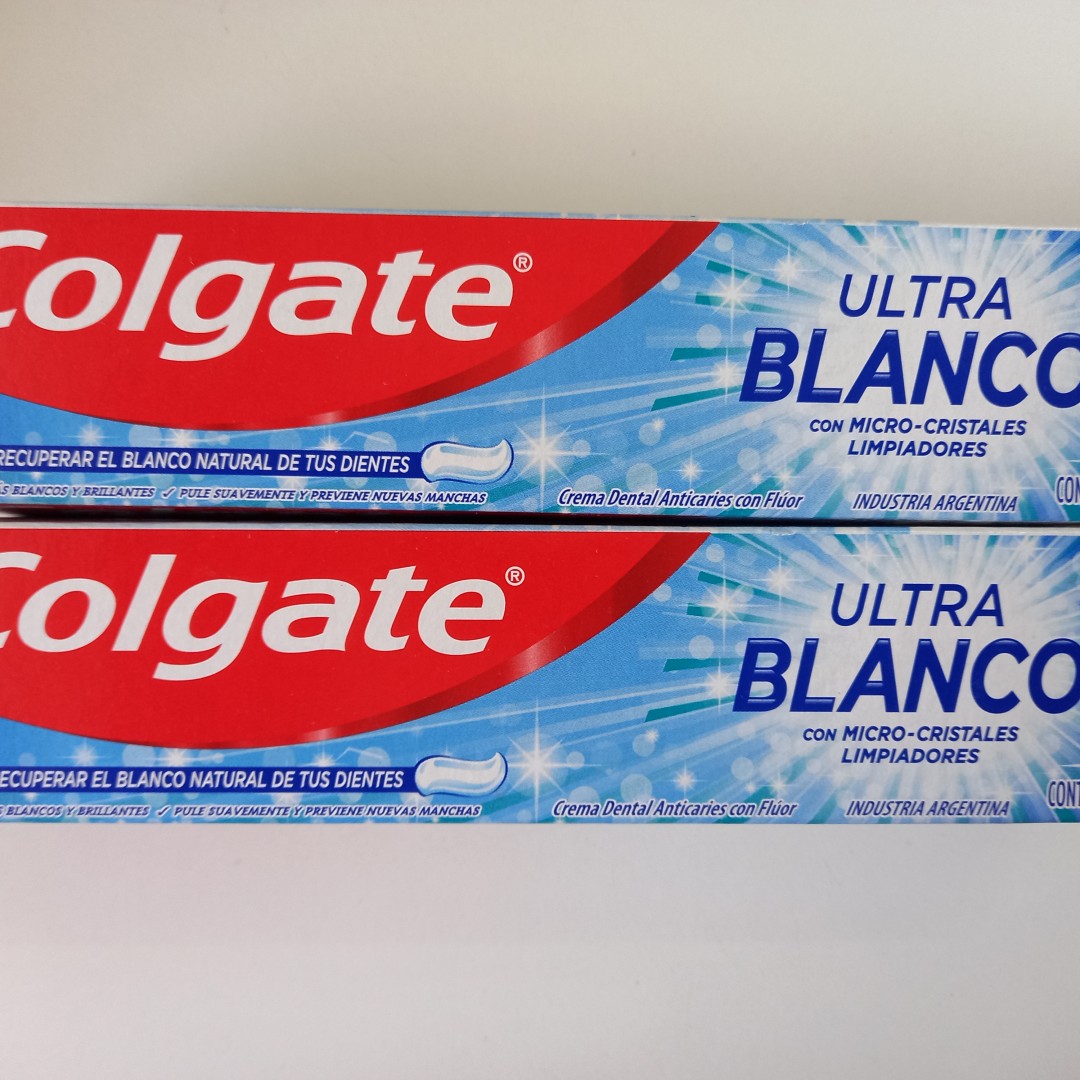 Colgate®
ULTRA
BLANCO
CON MICRO-CRISTALES
LIMPIADORES
RECUPERAR EL BLANCO NATURAL DE TUS DIENTES
BLANCOS Y BRILLANTES ✓ PULE SUAVEMENTE Y PREVIENE NUEVAS MANCHAS
Crema Dental Anticaries con Flúor
INDUSTRIA ARGENTINA
Colgate®
ULTRA
BLANCO
CON MICRO-CRISTALES
LIMPIADORES
RECUPERAR EL BLANCO NATURAL DE TUS DIENTES
BLANCOS Y BRILLANTES ✓ PULE SUAVEMENTE Y PREVIENE NUEVAS MANCHAS
Crema Dental Anticaries con Flúor
INDUSTRIA ARGENTINA